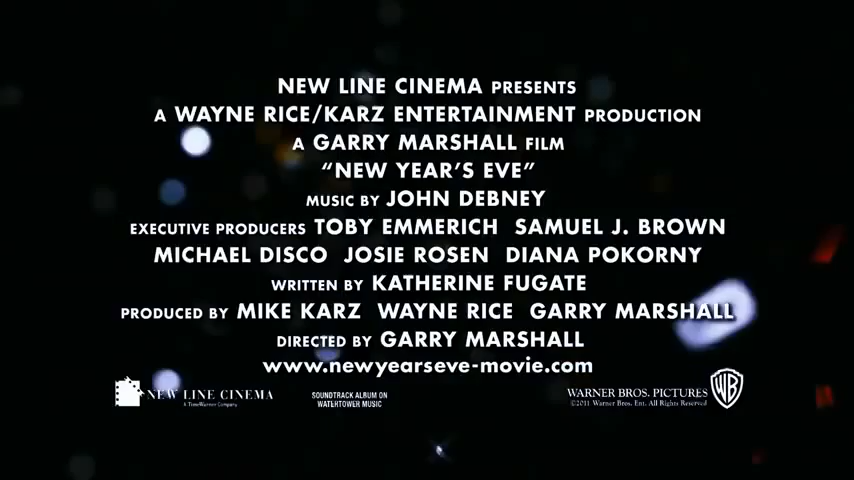 NEW LINE CINEMA PRESENTS
A WAYNE RICE/KARZ ENTERTAINMENT PRODUCTION
A GARRY MARSHALL FILM
“NEW YEAR’S EVE”
MUSIC BY JOHN DEBNEY
EXECUTIVE PRODUCERS TOBY EMMERICH SAMUEL J. BROWN
MICHAEL DISCO JOSIE ROSEN DIANA POKORNY
WRITTEN BY KATHERINE FUGATE
PRODUCED BY MIKE KARZ WAYNE RICE GARRY MARSHALL
DIRECTED BY GARRY MARSHALL
www.newyearseve-movie.com
NEW LINE CINEMA
A TimeWarner Company
SOUNDTRACK ALBUM ON
WATERTOWER MUSIC
WARNER BROS. PICTURES
©2011 Warner Bros. Ent. All Rights Reserved
WB